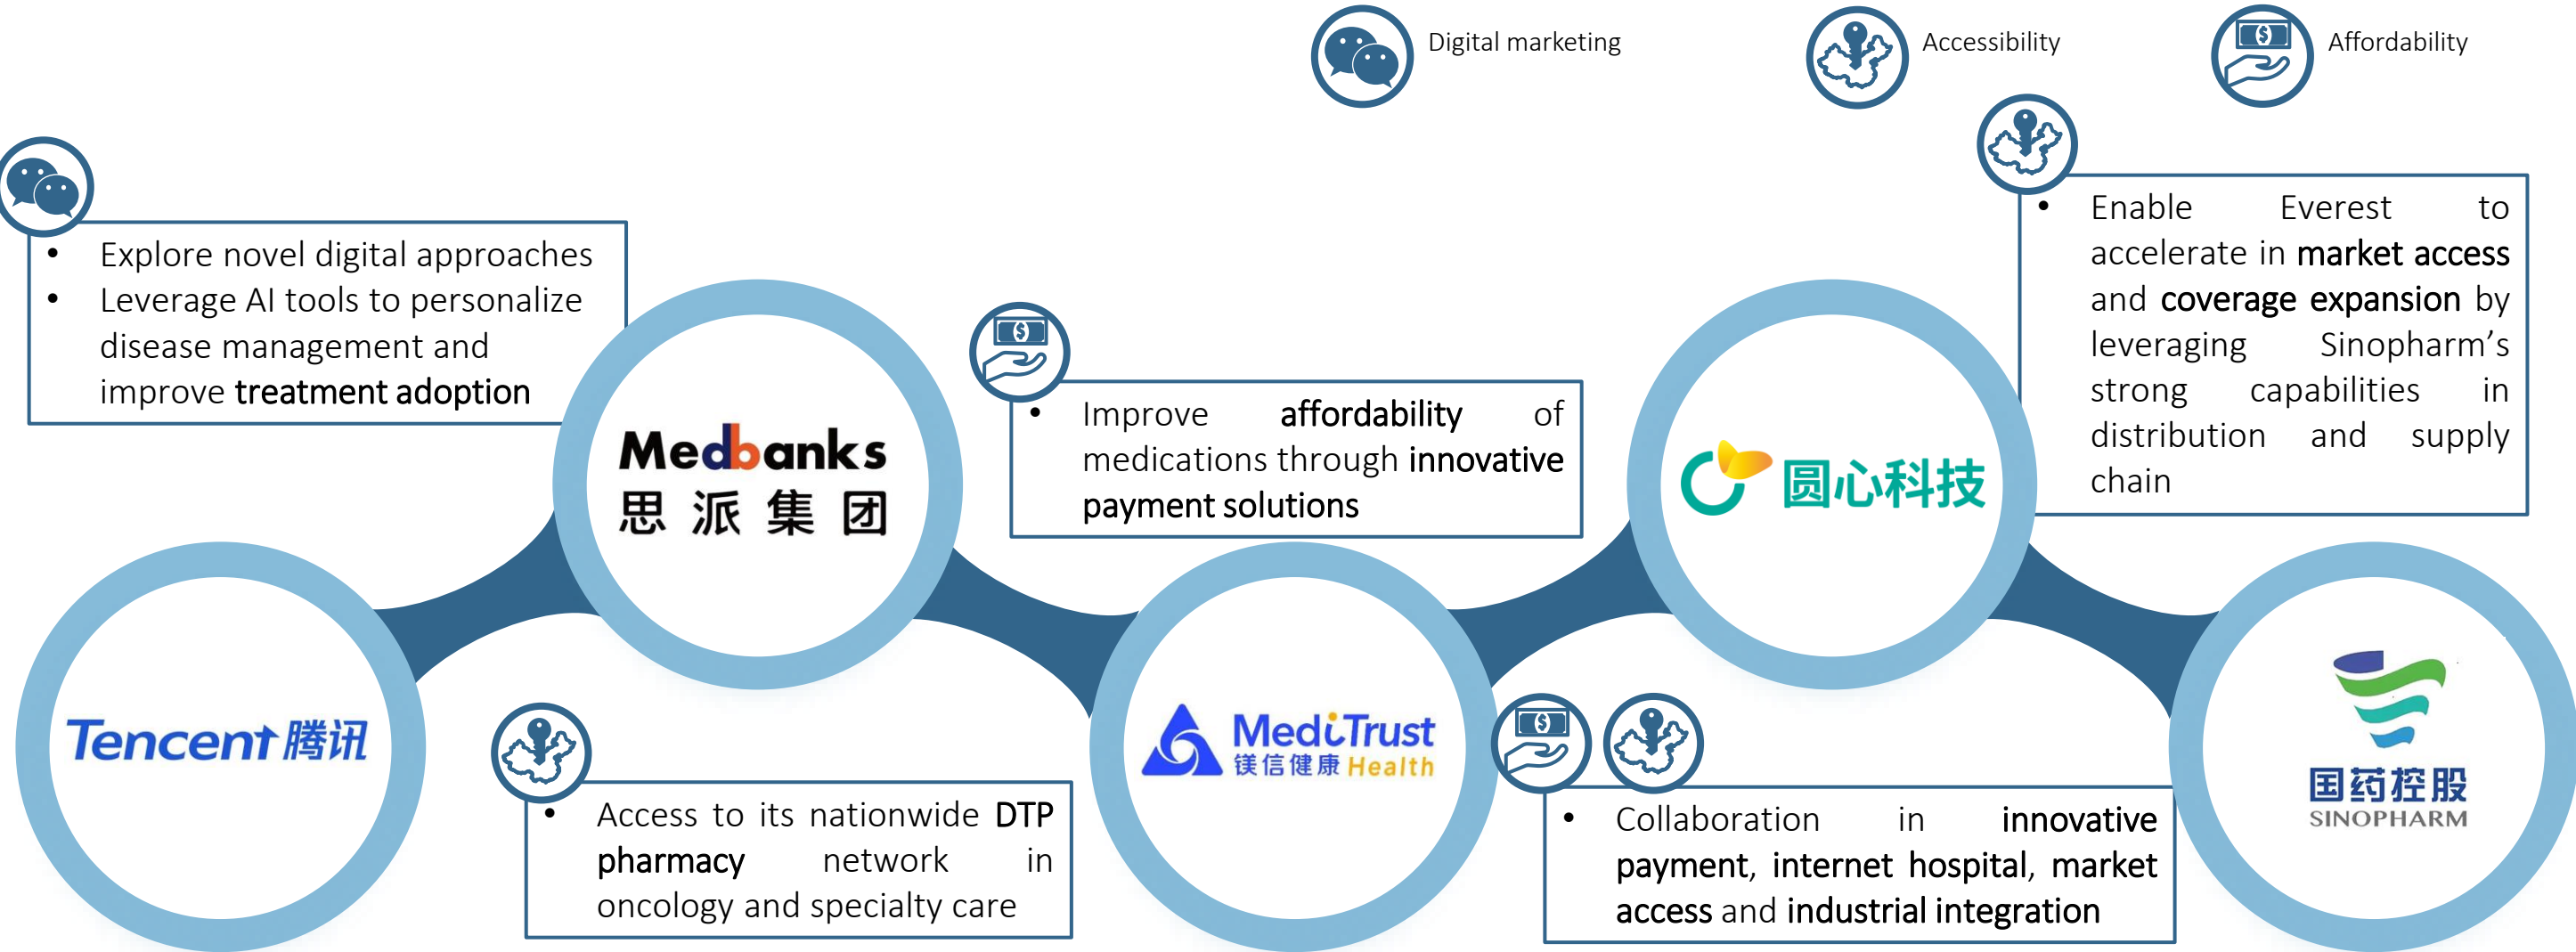 Digital marketing
Accessibility
Affordability
• Explore novel digital approaches
• Leverage AI tools to personalize
disease management and
improve treatment adoption
Tencent 腾讯
Medbanks
思派集团
• Access to its nationwide DTP
pharmacy network in
oncology and specialty care
• Improve affordability of
medications through innovative
payment solutions
MediTrust
镁信健康 Health
圆心科技
• Collaboration in innovative
payment, internet hospital, market
access and industrial integration
• Enable Everest to
accelerate in market access
and coverage expansion by
leveraging Sinopharm’s
strong capabilities in
distribution and supply
chain
国药控股
SINOPHARM